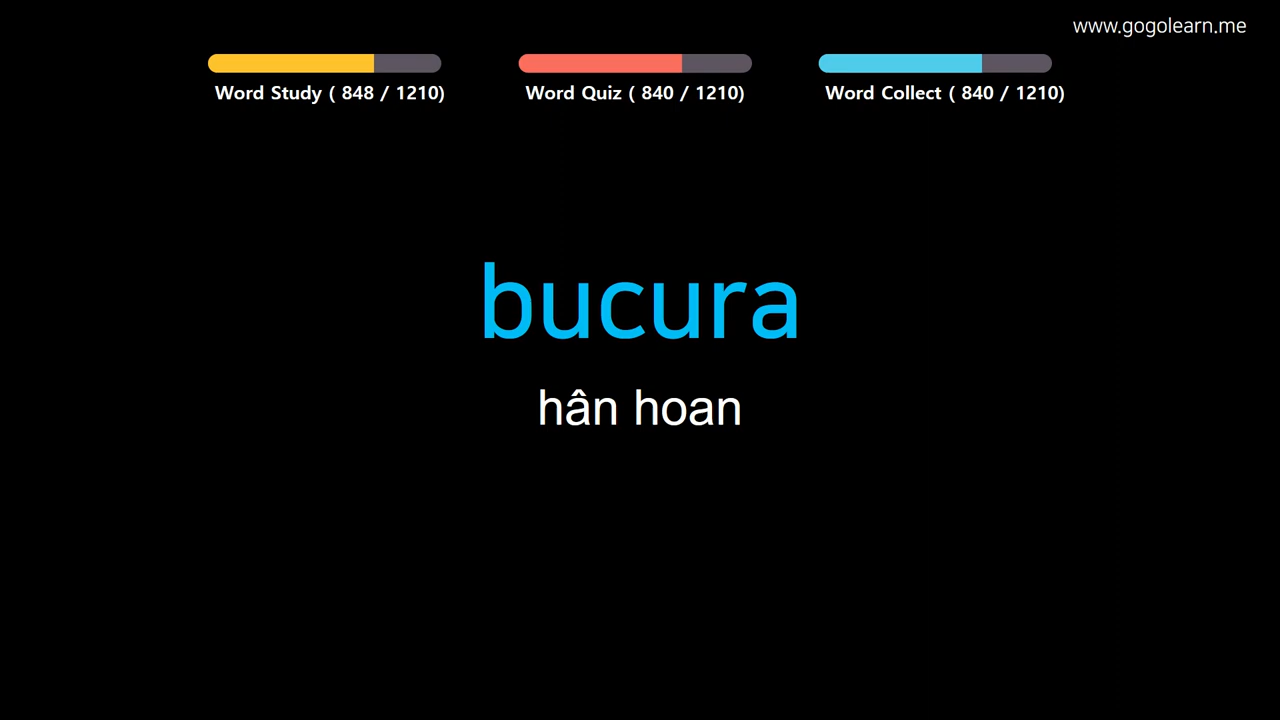 www.gogolearn.me
Word Study ( 848 / 1210)
Word Quiz ( 840 / 1210)
Word Collect ( 840 / 1210)
bucura
hân hoan